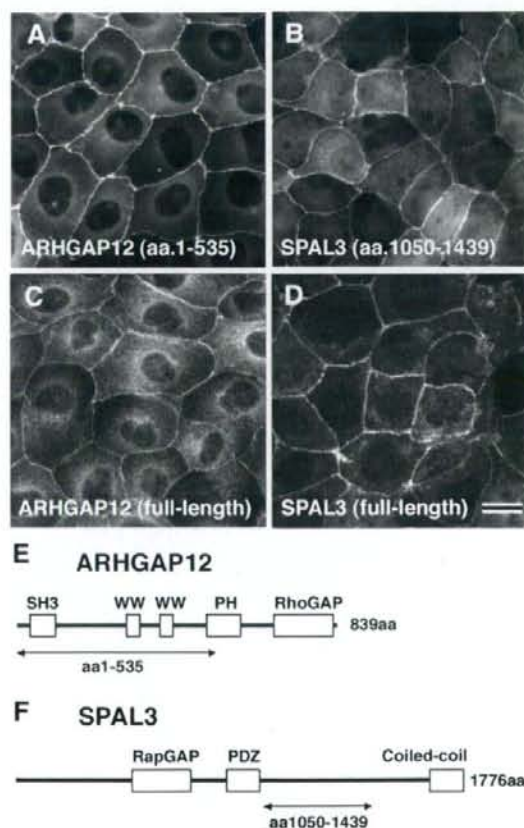 A
B
ARHGAP12 (aa.1-535)
SPAL3 (aa.1050-1439)
C
D
ARHGAP12 (full-length)
SPAL3 (full-length)
E ARHGAP12
SH3 WW WW PH RhoGAP
839aa
aa1-535
F SPAL3
RapGAP PDZ Coiled-coil
1776aa
aa1050-1439